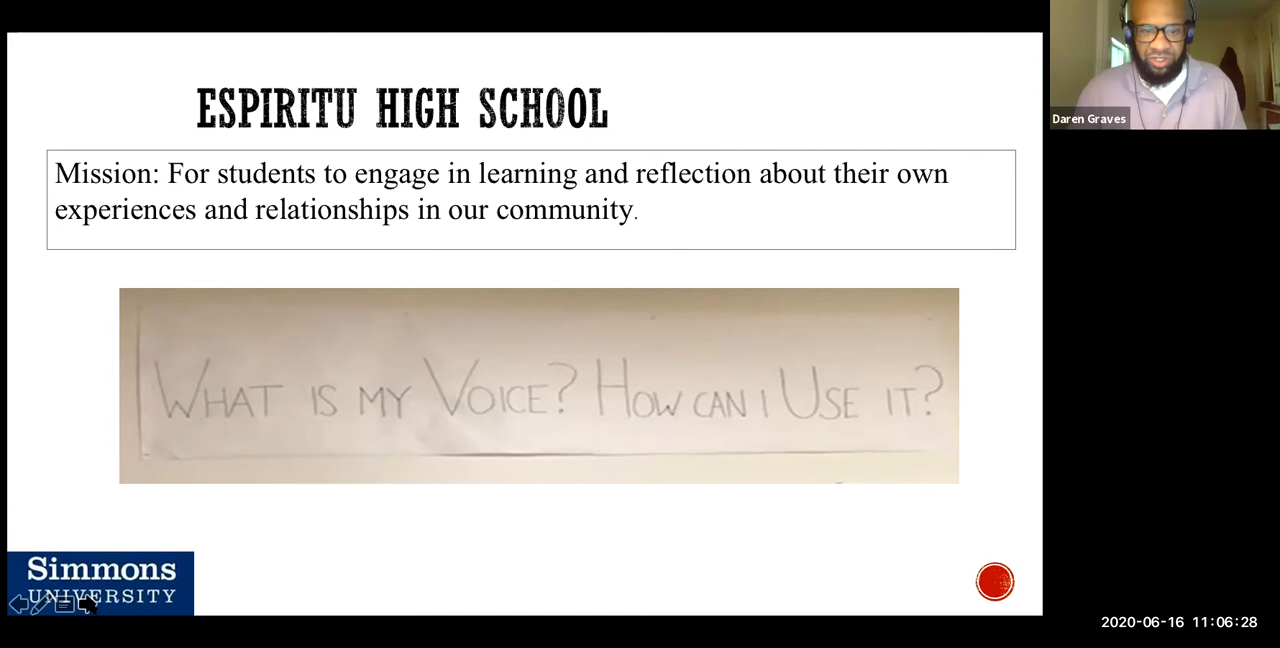 ESPIRITU HIGH SCHOOL
Mission: For students to engage in learning and reflection about their own
experiences and relationships in our community.
WHAT IS MY VOICE? HOW CAN I USE IT?
Simmons
UNIVERSITY
Daren Graves
2020-06-16 11:06:28